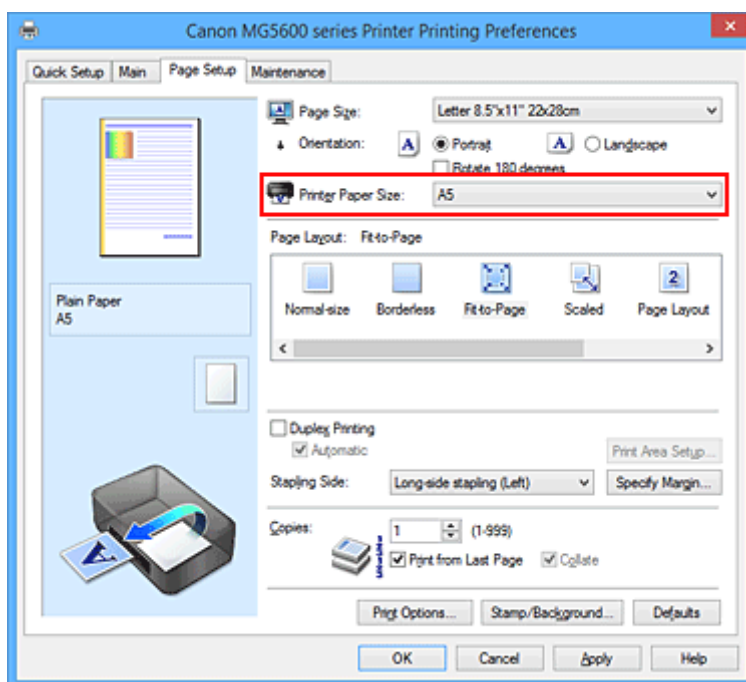 Canon MG5600 series Printer Printing Preferences
Quick Setup Main Page Setup Maintenance
Page Size: Letter 8.5"x11" 22x28cm
Orientation: A Portrait A Landscape
Rotate 180 degrees
Printer Paper Size: A5
Page Layout: Fit-to-Page
2
Normal-size Borderless Fit-to-Page Scaled Page Layout
Plain Paper
A5
Duplex Printing
Automatic
Print Area Setup...
Stapling Side: Long-side stapling (Left) Specify Margin...
Copies: 1 (1-999)
Print from Last Page Collate
A
Print Options... Stamp/Background... Defaults
OK Cancel Apply Help